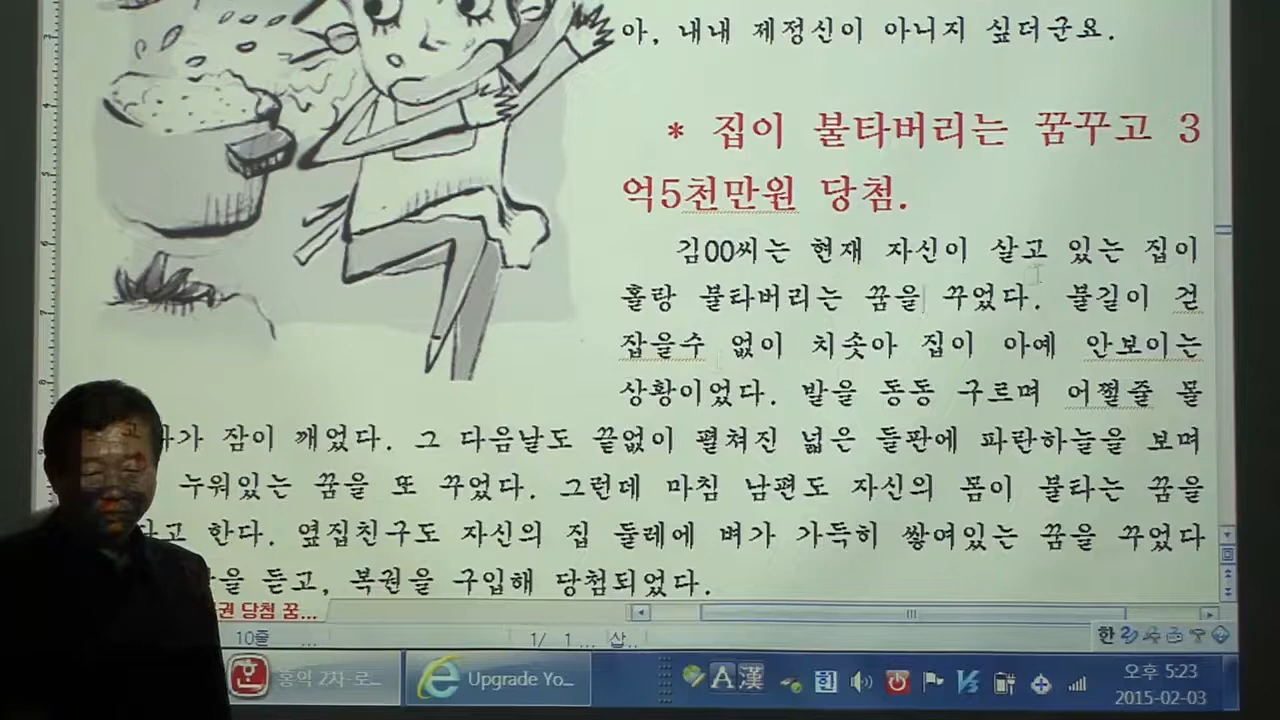 아, 내내 제정신이 아니지 싶더군요.
* 집이 불타버리는 꿈꾸고 3
억5천만원 당첨.
김00씨는 현재 자신이 살고 있는 집이
홀랑 불타버리는 꿈을 꾸었다. 불길이 걷
잡을수 없이 치솟아 집이 아예 안보이는
상황이었다. 발을 동동 구르며 어쩔줄 몰
가 잠이 깨었다. 그 다음날도 끝없이 펼쳐진 넓은 들판에 파란하늘을 보며
누워있는 꿈을 또 꾸었다. 그런데 마침 남편도 자신의 몸이 불타는 꿈을
고 한다. 옆집친구도 자신의 집 둘레에 벼가 가득히 쌓여있는 꿈을 꾸었다
을 듣고, 복권을 구입해 당첨되었다.
권 당첨 꿈...
10줄 ... 1/ 1 ... 삽..
한
홍익 2차-로... Upgrade Yo... A 漢 한 V3 오후 5:23
2015-02-03